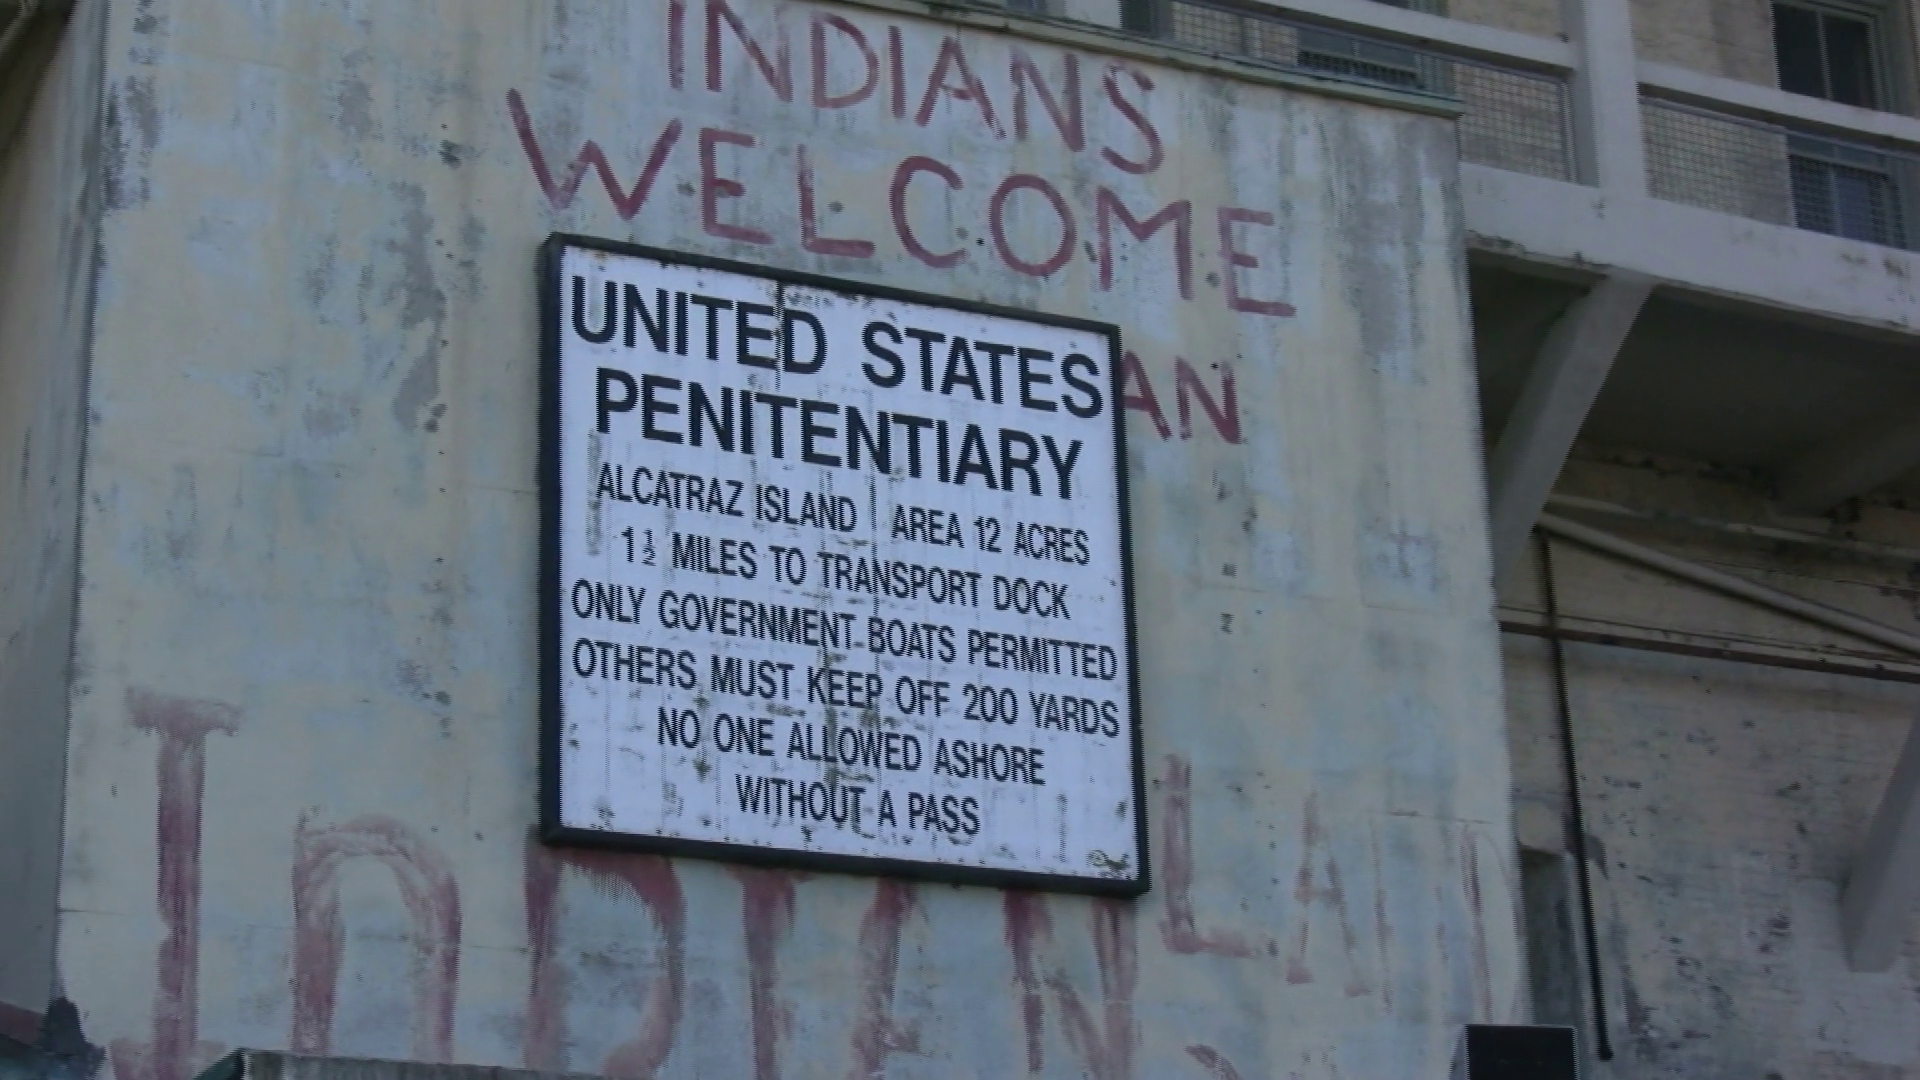 INDIANS
WELCOME
UNITED STATES
PENITENTIARY
ALCATRAZ ISLAND AREA 12 ACRES
1½ MILES TO TRANSPORT DOCK
ONLY GOVERNMENT BOATS PERMITTED
OTHERS MUST KEEP OFF 200 YARDS
NO ONE ALLOWED ASHORE
WITHOUT A PASS
INDIAN